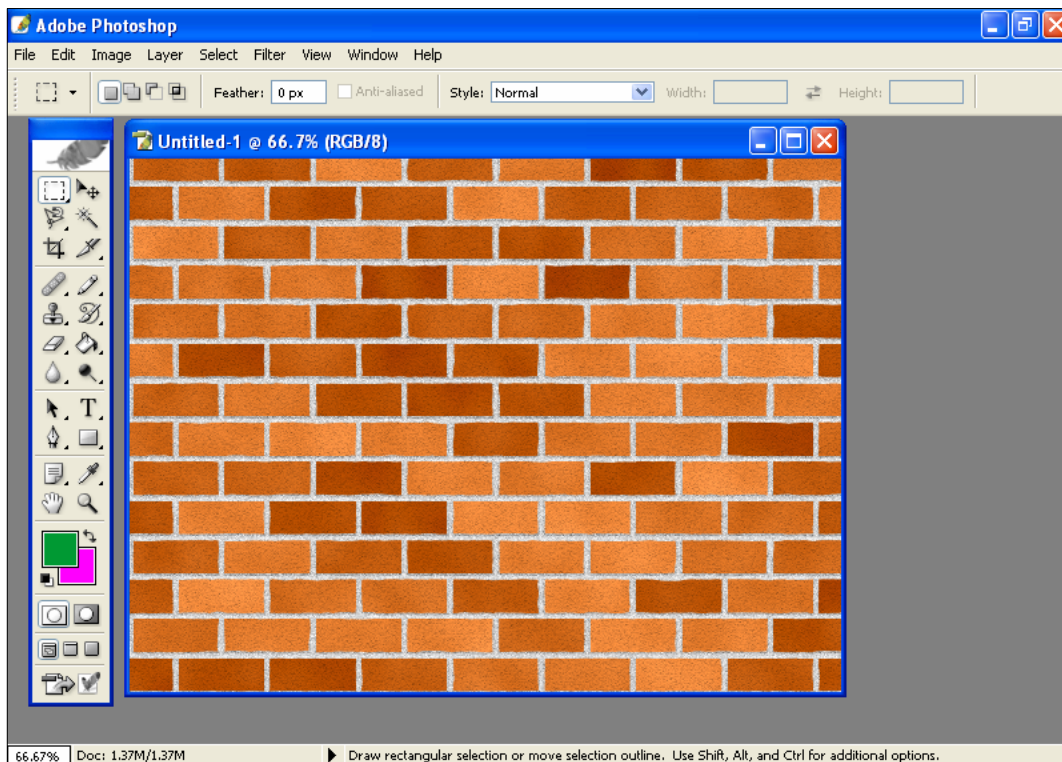 Adobe Photoshop
File Edit Image Layer Select Filter View Window Help
Feather: 0 px Anti-aliased Style: Normal Width: Height:
Untitled-1 @ 66.7% (RGB/8)
T
66.67% Doc: 1.37M/1.37M Draw rectangular selection or move selection outline. Use Shift, Alt, and Ctrl for additional options.